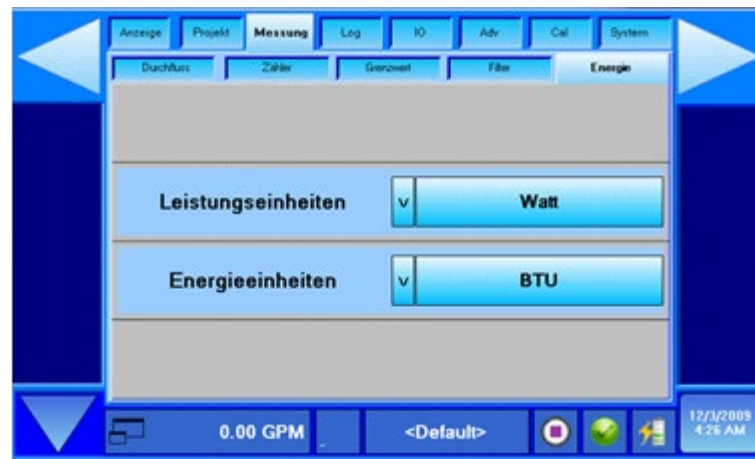 Anzeige Projekt Messung Log IO Adv Cal System
Durchfluss Zähler Grenzwert Filter Energie
Leistungseinheiten v Watt
Energieeinheiten v BTU
0.00 GPM <Default>
12/3/2009
4:26 AM